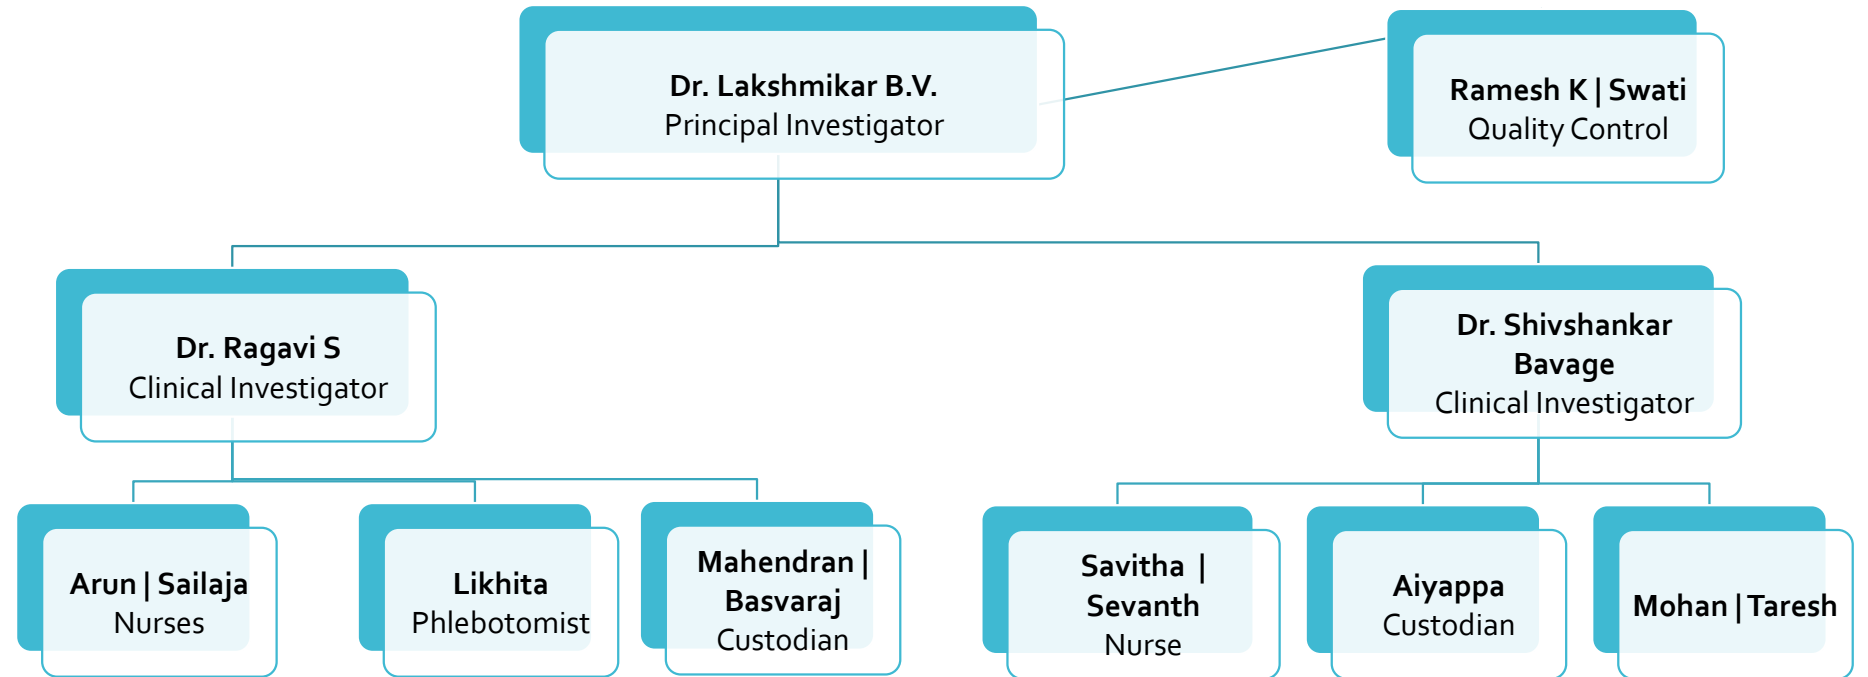 Dr. Lakshmikar B.V.
Principal Investigator
Ramesh K | Swati
Quality Control
Dr. Ragavi S
Clinical Investigator
Dr. Shivshankar
Bavage
Clinical Investigator
Arun | Sailaja
Nurses
Likhita
Phlebotomist
Mahendran |
Basvaraj
Custodian
Savitha |
Sevanth
Nurse
Aiyappa
Custodian
Mohan | Taresh